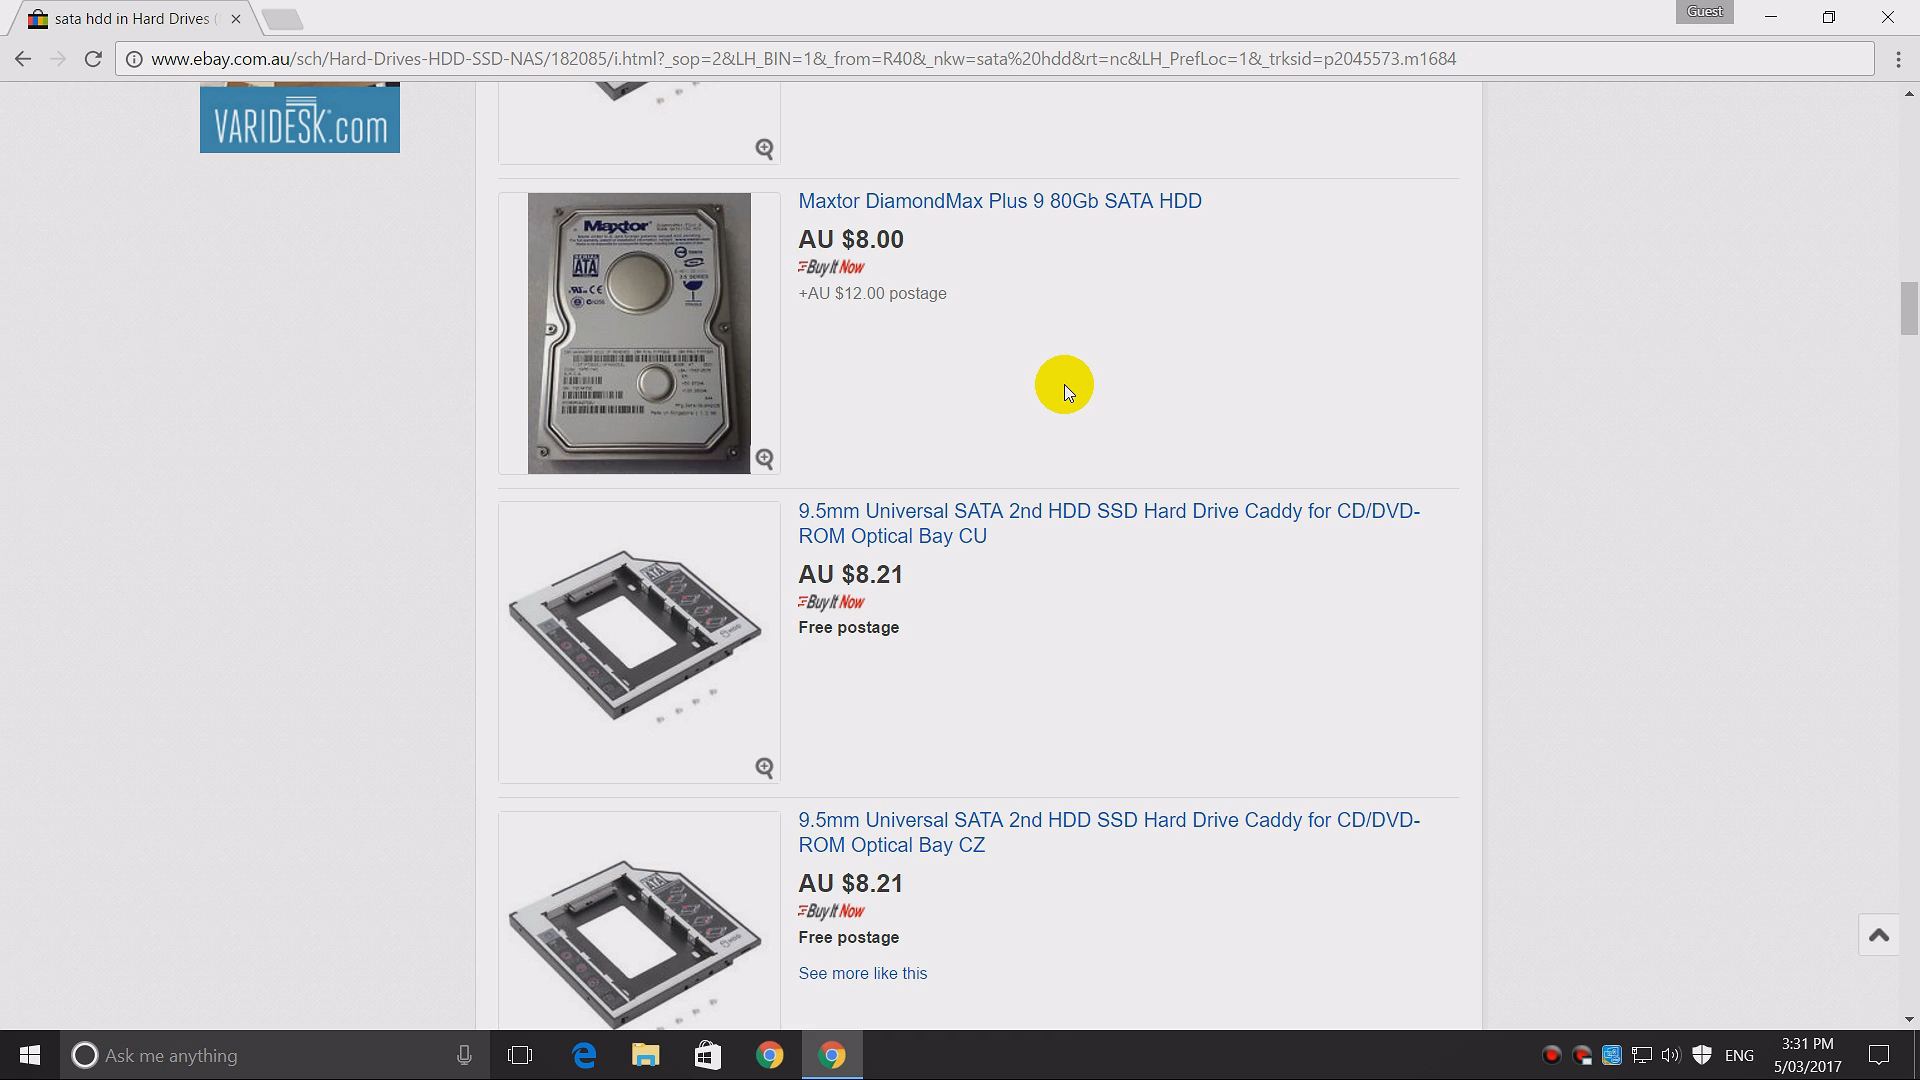 sata hdd in Hard Drives (
Guest
www.ebay.com.au/sch/Hard-Drives-HDD-SSD-NAS/182085/i.html?_sop=2&LH_BIN=1&_from=R40&_nkw=sata%20hdd&rt=nc&LH_PrefLoc=1&_trksid=p2045573.m1684
VARIDESK.com
Maxtor
SERIAL
ATA
Maxtor DiamondMax Plus 9 80Gb SATA HDD
AU $8.00
Buy It Now
+AU $12.00 postage
SATA
9.5mm Universal SATA 2nd HDD SSD Hard Drive Caddy for CD/DVD-
ROM Optical Bay CU
AU $8.21
Buy It Now
Free postage
SATA
9.5mm Universal SATA 2nd HDD SSD Hard Drive Caddy for CD/DVD-
ROM Optical Bay CZ
AU $8.21
Buy It Now
Free postage
See more like this
Ask me anything
ENG
3:31 PM
5/03/2017